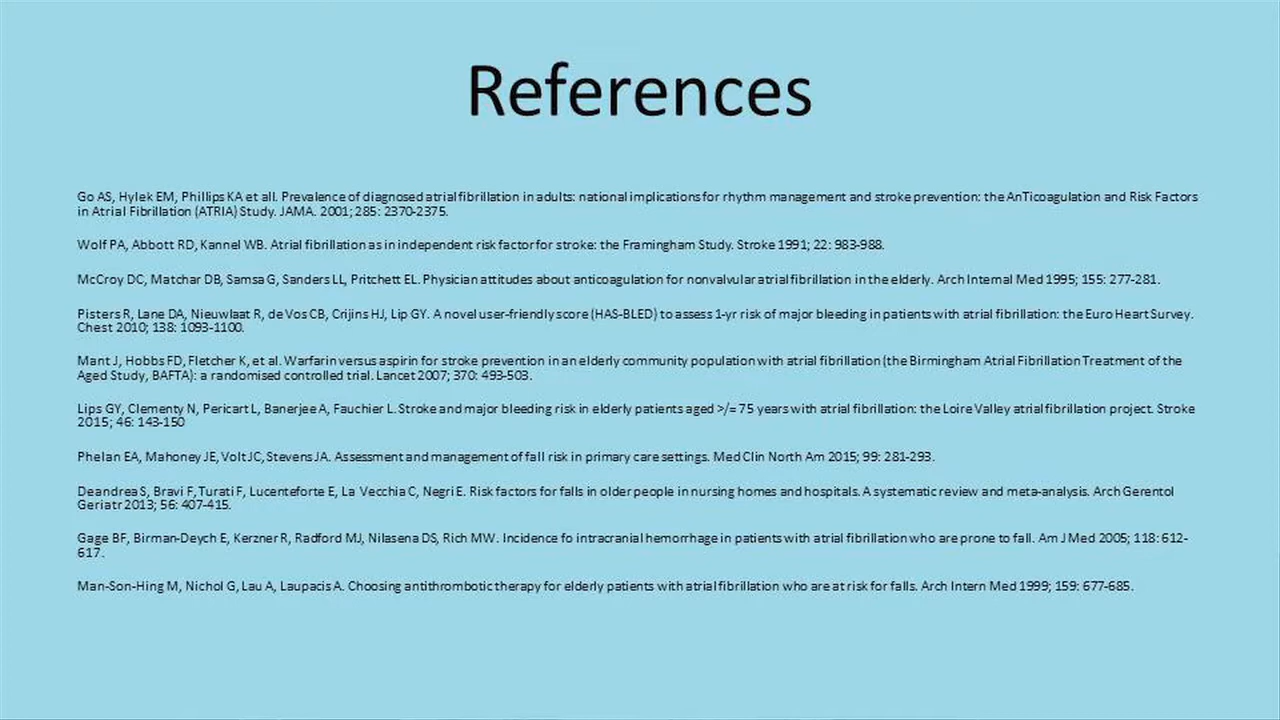 References
Go AS, Hylek EM, Phillips KA et all. Prevalence of diagnosed atrial fibrillation in adults: national implications for rhythm management and stroke prevention: the AnTicoagulation and Risk Factors
in Atrial Fibrillation (ATRIA) Study. JAMA. 2001; 285: 2370-2375.
Wolf PA, Abbott RD, Kannel WB. Atrial fibrillation as in independent risk factor for stroke: the Framingham Study. Stroke 1991; 22: 983-988.
McCroy DC, Matchar DB, Samsa G, Sanders LL, Pritchett EL. Physician attitudes about anticoagulation for nonvalvular atrial fibrillation in the elderly. Arch Internal Med 1995; 155: 277-281.
Pisters R, Lane DA, Nieuwlaat R, de Vos CB, Crijins HJ, Lip GY. A novel user-friendly score (HAS-BLED) to assess 1-yr risk of major bleeding in patients with atrial fibrillation: the Euro Heart Survey.
Chest 2010; 138: 1093-1100.
Mant J, Hobbs FD, Fletcher K, et al. Warfarin versus aspirin for stroke prevention in an elderly community population with atrial fibrillation (the Birmingham Atrial Fibrillation Treatment of the
Aged Study, BAFTA): a randomised controlled trial. Lancet 2007; 370: 493-503.
Lips GY, Clementy N, Pericart L, Banerjee A, Fauchier L. Stroke and major bleeding risk in elderly patients aged >/= 75 years with atrial fibrillation: the Loire Valley atrial fibrillation project. Stroke
2015; 46: 143-150
Phelan EA, Mahoney JE, Volt JC, Stevens JA. Assessment and management of fall risk in primary care settings. Med Clin North Am 2015; 99: 281-293.
Deandrea S, Bravi F, Turati F, Lucenteforte E, La Vecchia C, Negri E. Risk factors for falls in older people in nursing homes and hospitals. A systematic review and meta-analysis. Arch Gerentol
Geriatr 2013; 56: 407-415.
Gage BF, Birman-Deych E, Kerzner R, Radford MJ, Nilasena DS, Rich MW. Incidence fo intracranial hemorrhage in patients with atrial fibrillation who are prone to fall. Am J Med 2005; 118: 612-
617.
Man-Son-Hing M, Nichol G, Lau A, Laupacis A. Choosing antithrombotic therapy for elderly patients with atrial fibrillation who are at risk for falls. Arch Intern Med 1999; 159: 677-685.